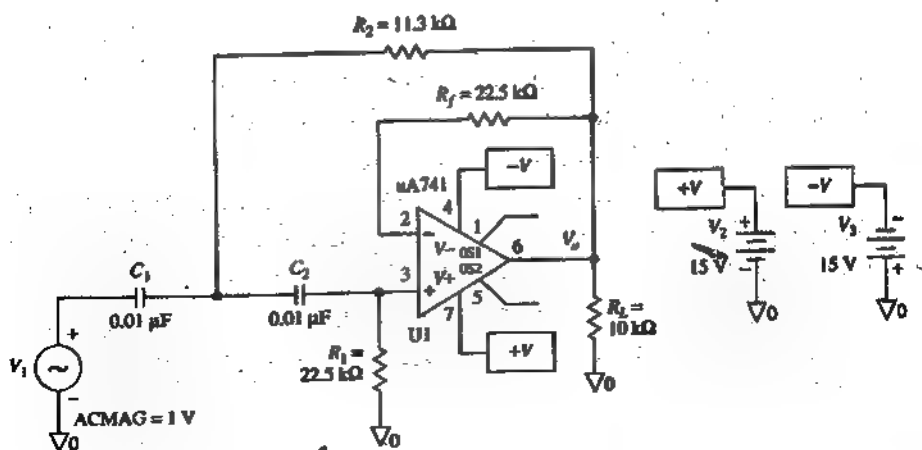 R₂ = 11.3 kΩ
R_f = 22.5 kΩ
uA741
-V
4
1
2
-
V-
OS1
6
V_o
3
+
V+
OS2
5
7
U1
+V
C₁
0.01 μF
C₂
0.01 μF
R₁ =
22.5 kΩ
R_L =
10 kΩ
0
0
V₁
+
~
-
ACMAG = 1 V
0
+V
V₂
+
15 V
-
0
-V
V₃
-
15 V
+
0